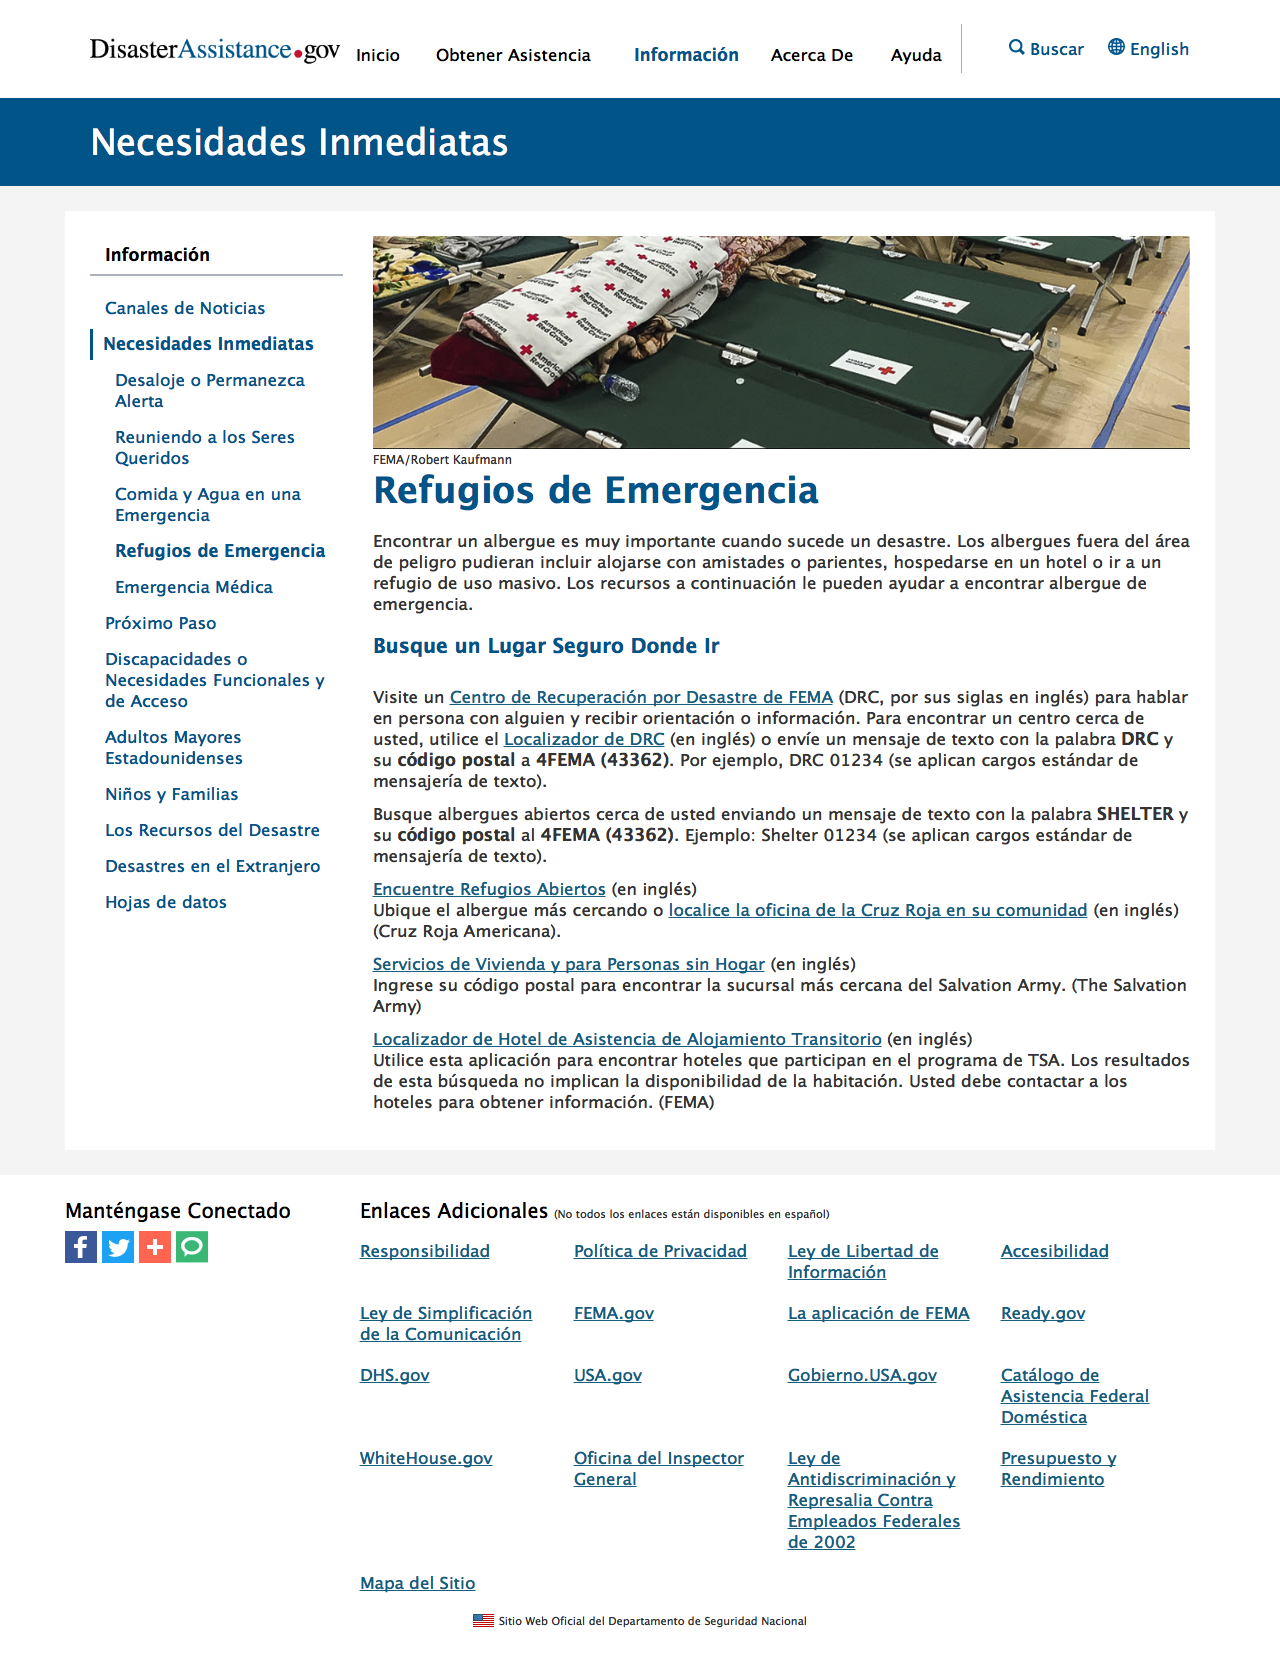 DisasterAssistance.gov
Inicio
Obtener Asistencia
Información
Acerca De
Ayuda
Buscar
English
Necesidades Inmediatas
Información
Canales de Noticias
Necesidades Inmediatas
Desaloje o Permanezca
Alerta
Reuniendo a los Seres
Queridos
Comida y Agua en una
Emergencia
Refugios de Emergencia
Emergencia Médica
Próximo Paso
Discapacidades o
Necesidades Funcionales y
de Acceso
Adultos Mayores
Estadounidenses
Niños y Familias
Los Recursos del Desastre
Desastres en el Extranjero
Hojas de datos
American
Red Cross
American
Red Cross
American
Red Cross
American
Red Cross
FEMA/Robert Kaufmann
Refugios de Emergencia
Encontrar un albergue es muy importante cuando sucede un desastre. Los albergues fuera del área
de peligro pudieran incluir alojarse con amistades o parientes, hospedarse en un hotel o ir a un
refugio de uso masivo. Los recursos a continuación le pueden ayudar a encontrar albergue de
emergencia.
Busque un Lugar Seguro Donde Ir
Visite un Centro de Recuperación por Desastre de FEMA (DRC, por sus siglas en inglés) para hablar
en persona con alguien y recibir orientación o información. Para encontrar un centro cerca de
usted, utilice el Localizador de DRC (en inglés) o envíe un mensaje de texto con la palabra DRC y
su código postal a 4FEMA (43362). Por ejemplo, DRC 01234 (se aplican cargos estándar de
mensajería de texto).
Busque albergues abiertos cerca de usted enviando un mensaje de texto con la palabra SHELTER y
su código postal al 4FEMA (43362). Ejemplo: Shelter 01234 (se aplican cargos estándar de
mensajería de texto).
Encuentre Refugios Abiertos (en inglés)
Ubique el albergue más cercando o localice la oficina de la Cruz Roja en su comunidad (en inglés)
(Cruz Roja Americana).
Servicios de Vivienda y para Personas sin Hogar (en inglés)
Ingrese su código postal para encontrar la sucursal más cercana del Salvation Army. (The Salvation
Army)
Localizador de Hotel de Asistencia de Alojamiento Transitorio (en inglés)
Utilice esta aplicación para encontrar hoteles que participan en el programa de TSA. Los resultados
de esta búsqueda no implican la disponibilidad de la habitación. Usted debe contactar a los
hoteles para obtener información. (FEMA)
Manténgase Conectado
Enlaces Adicionales (No todos los enlaces están disponibles en español)
Responsibilidad
Política de Privacidad
Ley de Libertad de
Información
Accesibilidad
Ley de Simplificación
de la Comunicación
FEMA.gov
La aplicación de FEMA
Ready.gov
DHS.gov
USA.gov
Gobierno.USA.gov
Catálogo de
Asistencia Federal
Doméstica
WhiteHouse.gov
Oficina del Inspector
General
Ley de
Antidiscriminación y
Represalia Contra
Empleados Federales
de 2002
Presupuesto y
Rendimiento
Mapa del Sitio
Sitio Web Oficial del Departamento de Seguridad Nacional